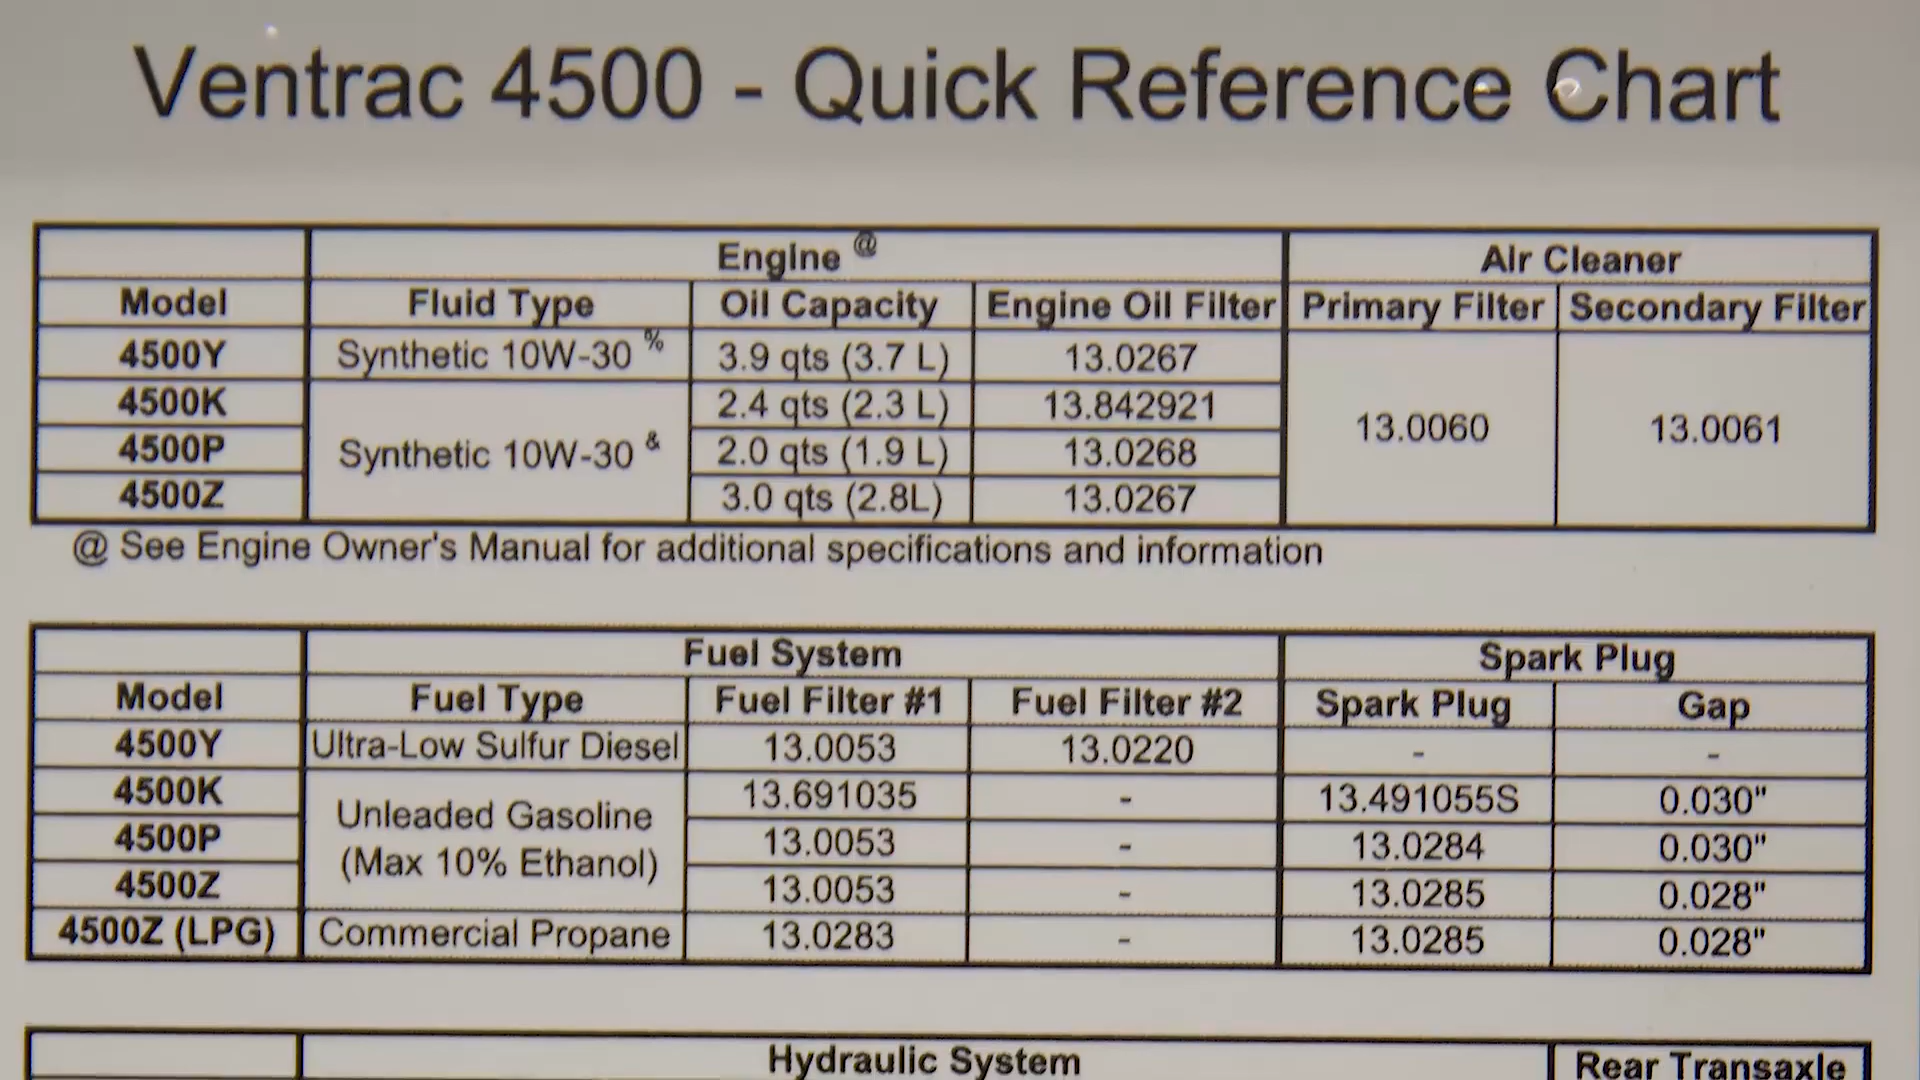 Ventrac 4500 - Quick Reference Chart
Engine @ Air Cleaner
Model Fluid Type Oil Capacity Engine Oil Filter Primary Filter Secondary Filter
4500Y Synthetic 10W-30 % 3.9 qts (3.7 L) 13.0267
4500K 2.4 qts (2.3 L) 13.842921
13.0060 13.0061
4500P Synthetic 10W-30 & 2.0 qts (1.9 L) 13.0268
4500Z 3.0 qts (2.8L) 13.0267
@ See Engine Owner's Manual for additional specifications and information
Fuel System Spark Plug
Model Fuel Type Fuel Filter #1 Fuel Filter #2 Spark Plug Gap
4500Y Ultra-Low Sulfur Diesel 13.0053 13.0220 - -
4500K Unleaded Gasoline 13.691035 - 13.491055S 0.030"
4500P (Max 10% Ethanol) 13.0053 - 13.0284 0.030"
4500Z 13.0053 - 13.0285 0.028"
4500Z (LPG) Commercial Propane 13.0283 - 13.0285 0.028"
Hydraulic System Rear Transaxle